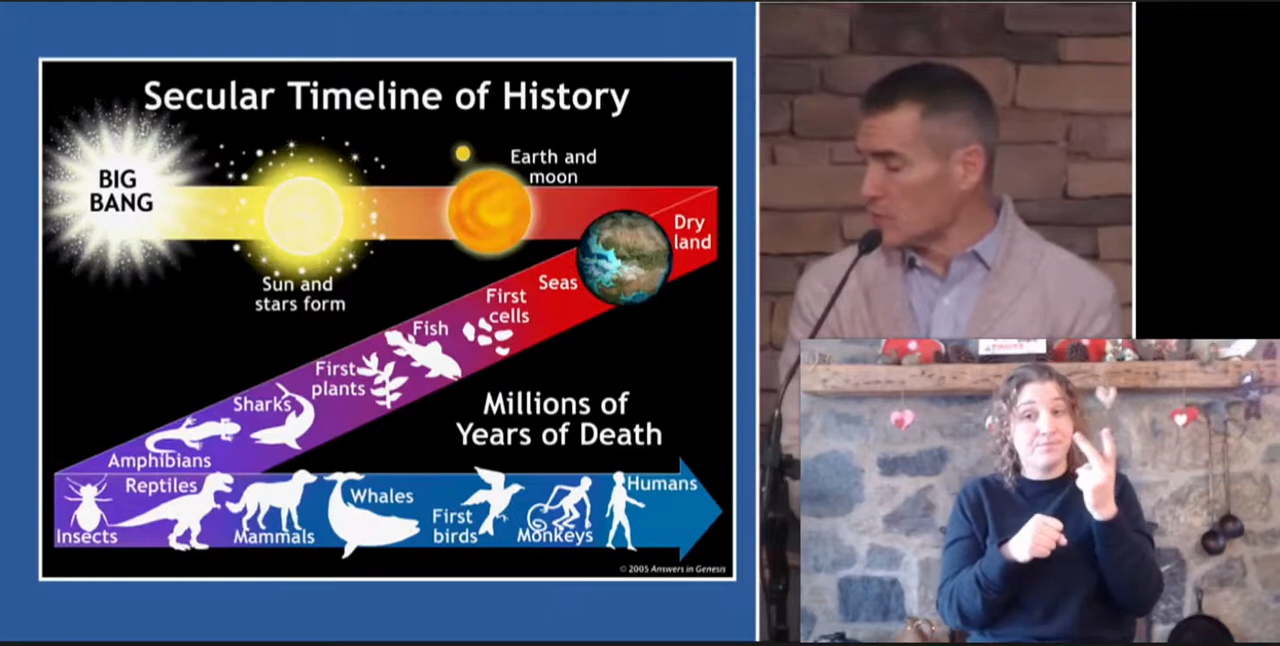 Secular Timeline of History
BIG
BANG
Earth and
moon
Dry
land
Sun and
stars form
Seas
First
cells
Fish
First
plants
Sharks
Amphibians
Millions of
Years of Death
Reptiles
Insects
Mammals
Whales
First
birds
Monkeys
Humans
© 2005 Answers in Genesis